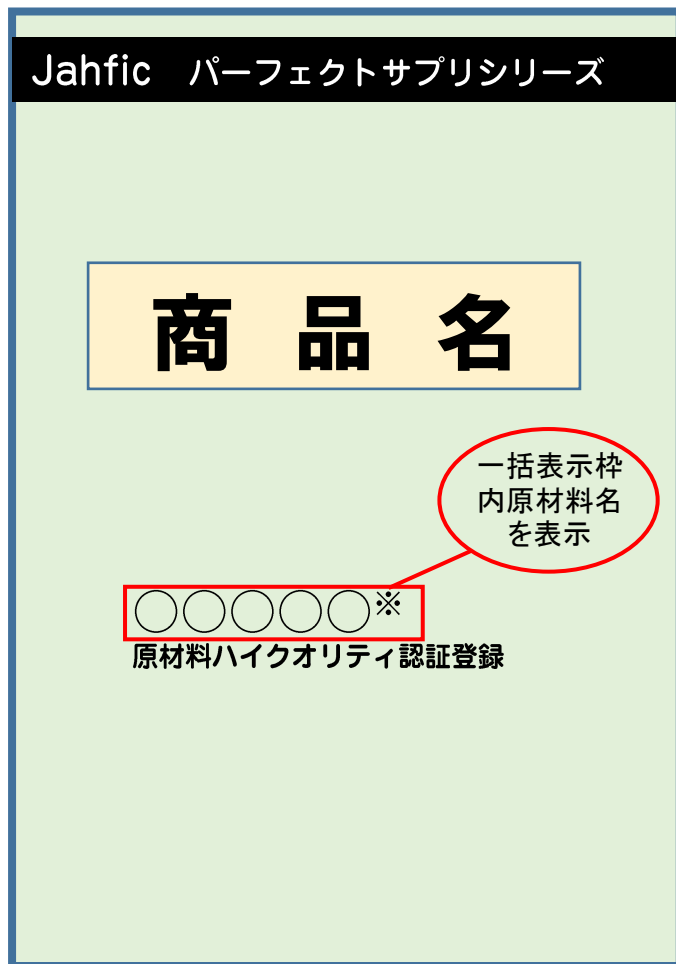 Jahfic　パーフェクトサプリシリーズ
商 品 名
一括表示枠
内原材料名
を表示
◯◯◯◯◯※
原材料ハイクオリティ認証登録